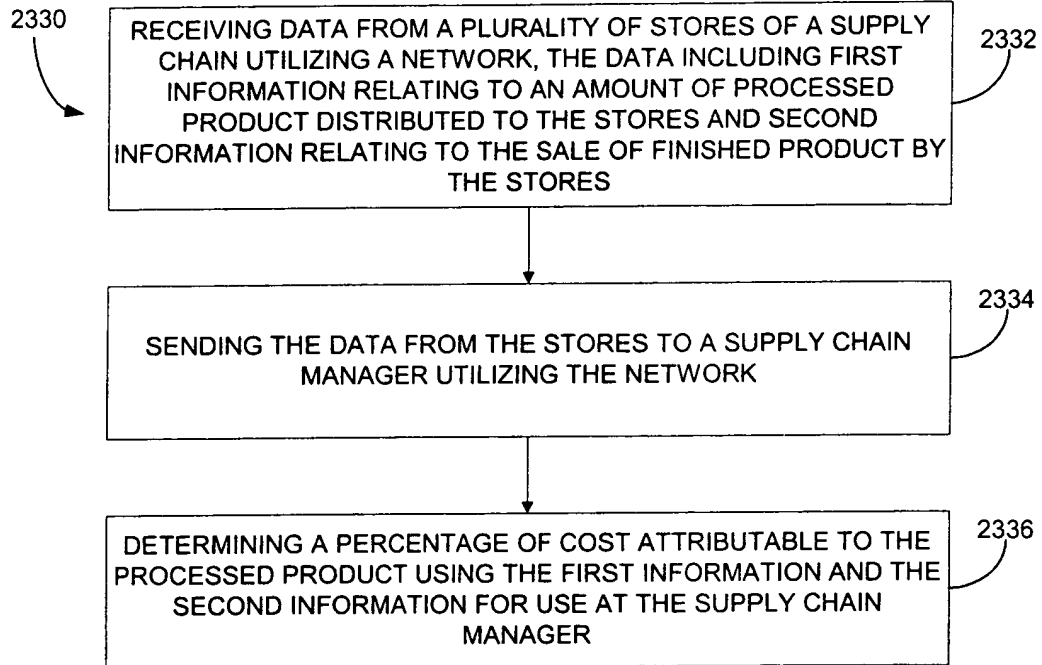 2330
RECEIVING DATA FROM A PLURALITY OF STORES OF A SUPPLY
CHAIN UTILIZING A NETWORK, THE DATA INCLUDING FIRST
INFORMATION RELATING TO AN AMOUNT OF PROCESSED
PRODUCT DISTRIBUTED TO THE STORES AND SECOND
INFORMATION RELATING TO THE SALE OF FINISHED PRODUCT BY
THE STORES
2332
SENDING THE DATA FROM THE STORES TO A SUPPLY CHAIN
MANAGER UTILIZING THE NETWORK
2334
DETERMINING A PERCENTAGE OF COST ATTRIBUTABLE TO THE
PROCESSED PRODUCT USING THE FIRST INFORMATION AND THE
SECOND INFORMATION FOR USE AT THE SUPPLY CHAIN
MANAGER
2336